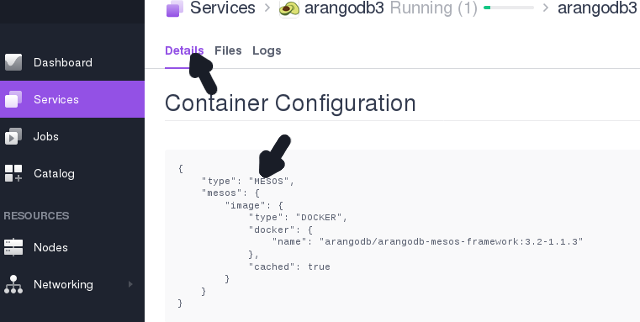 Services > arangodb3 Running (1) > arangodb3
Details Files Logs
Dashboard
Services
Jobs
Catalog
RESOURCES
Nodes
Networking
Container Configuration
{
"type": "MESOS",
"mesos": {
"image": {
"type": "DOCKER",
"docker": {
"name": "arangodb/arangodb-mesos-framework:3.2-1.1.3"
},
"cached": true
}
}
}